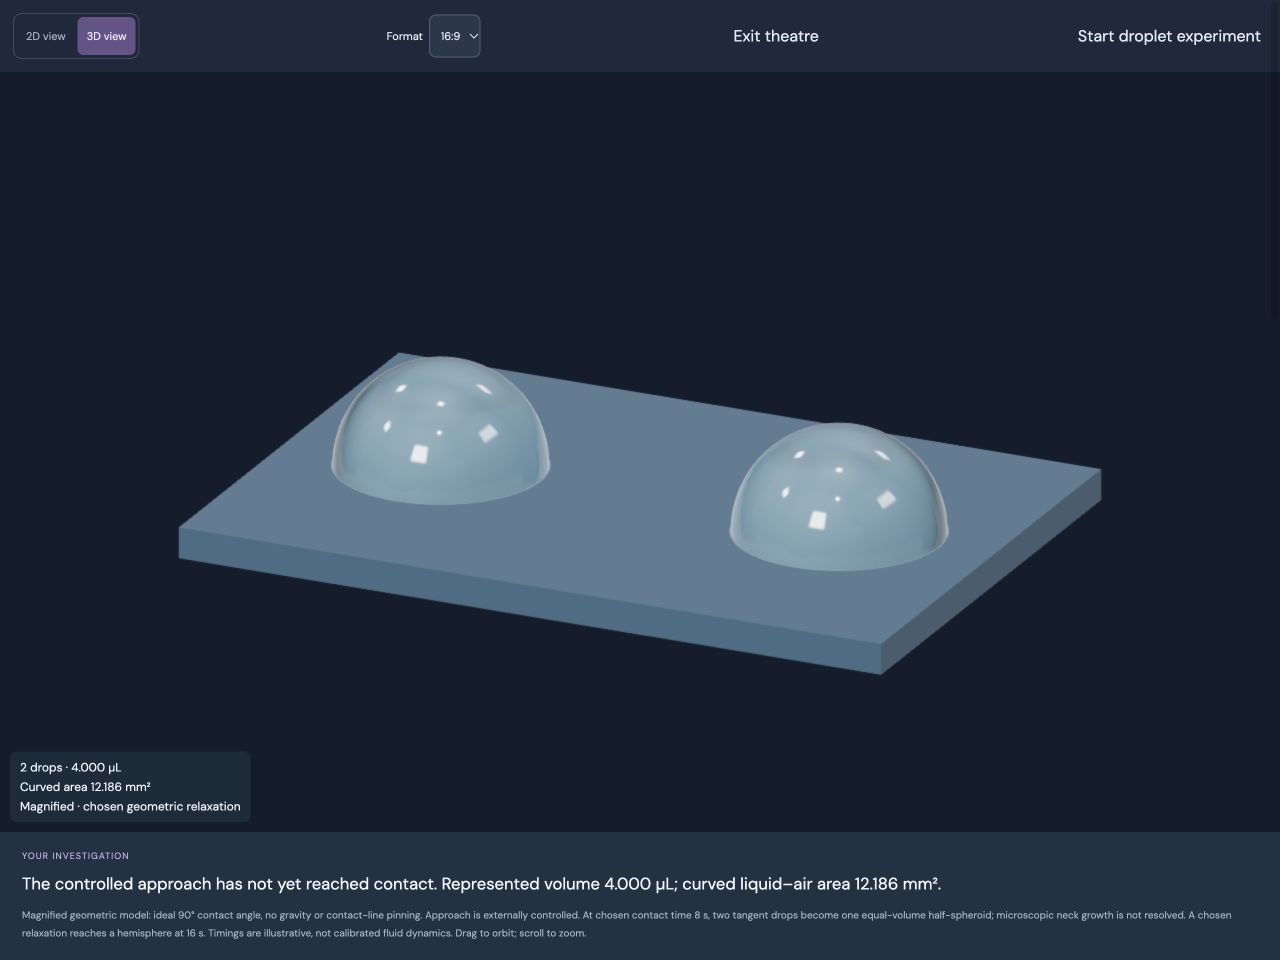 2D view
3D view
Format
16:9
Exit theatre
Start droplet experiment
2 drops · 4.000 µL
Curved area 12.186 mm²
Magnified · chosen geometric relaxation
YOUR INVESTIGATION
The controlled approach has not yet reached contact. Represented volume 4.000 µL; curved liquid–air area 12.186 mm².
Magnified geometric model: ideal 90° contact angle, no gravity or contact-line pinning. Approach is externally controlled. At chosen contact time 8 s, two tangent drops become one equal-volume half-spheroid; microscopic neck growth is not resolved. A chosen
relaxation reaches a hemisphere at 16 s. Timings are illustrative, not calibrated fluid dynamics. Drag to orbit; scroll to zoom.